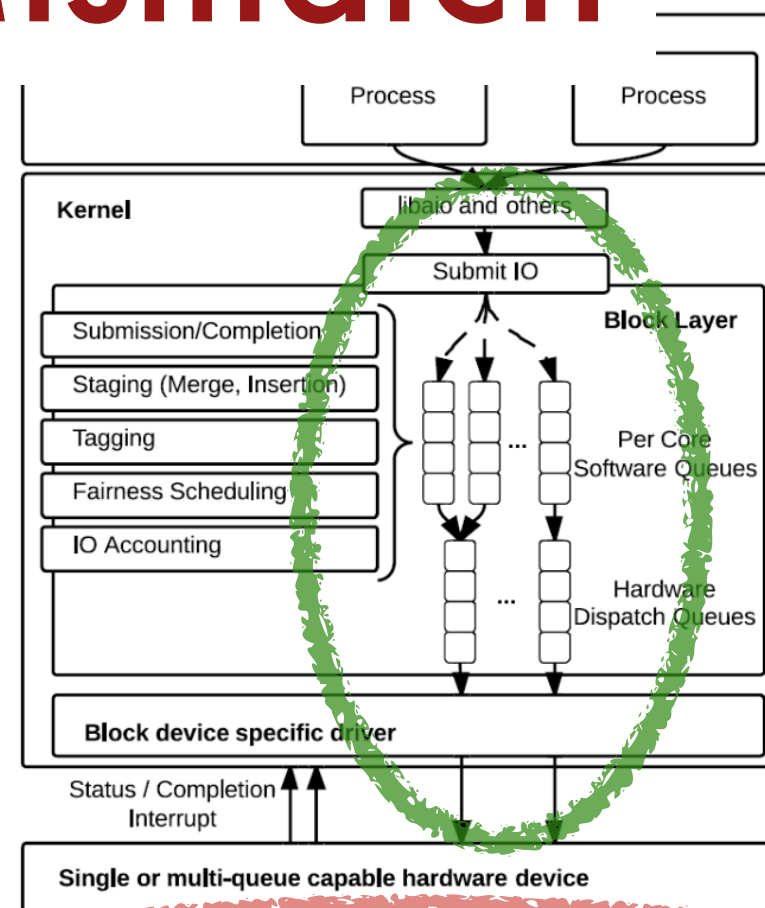 Process
Process
Kernel
libaio and others
Submit IO
Block Layer
Submission/Completion
Staging (Merge, Insertion)
Tagging
Fairness Scheduling
IO Accounting
...
Per Core
Software Queues
...
Hardware
Dispatch Queues
Block device specific driver
Status / Completion
Interrupt
Single or multi-queue capable hardware device